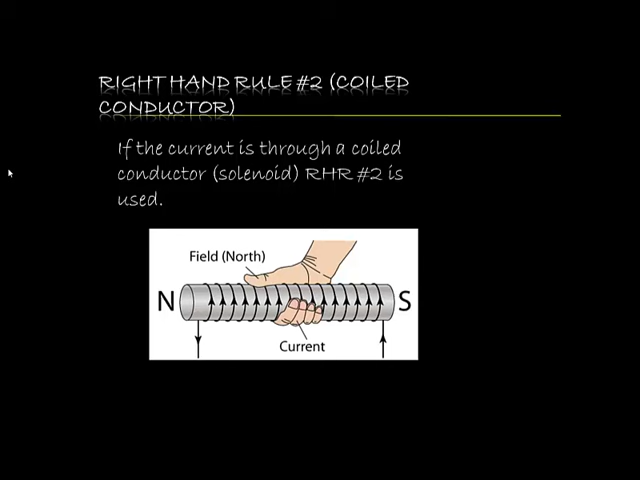 RIGHT HAND RULE #2 (COILED
CONDUCTOR)
If the current is through a coiled
conductor (solenoid) RHR #2 is
used.
Field (North)
N
S
Current